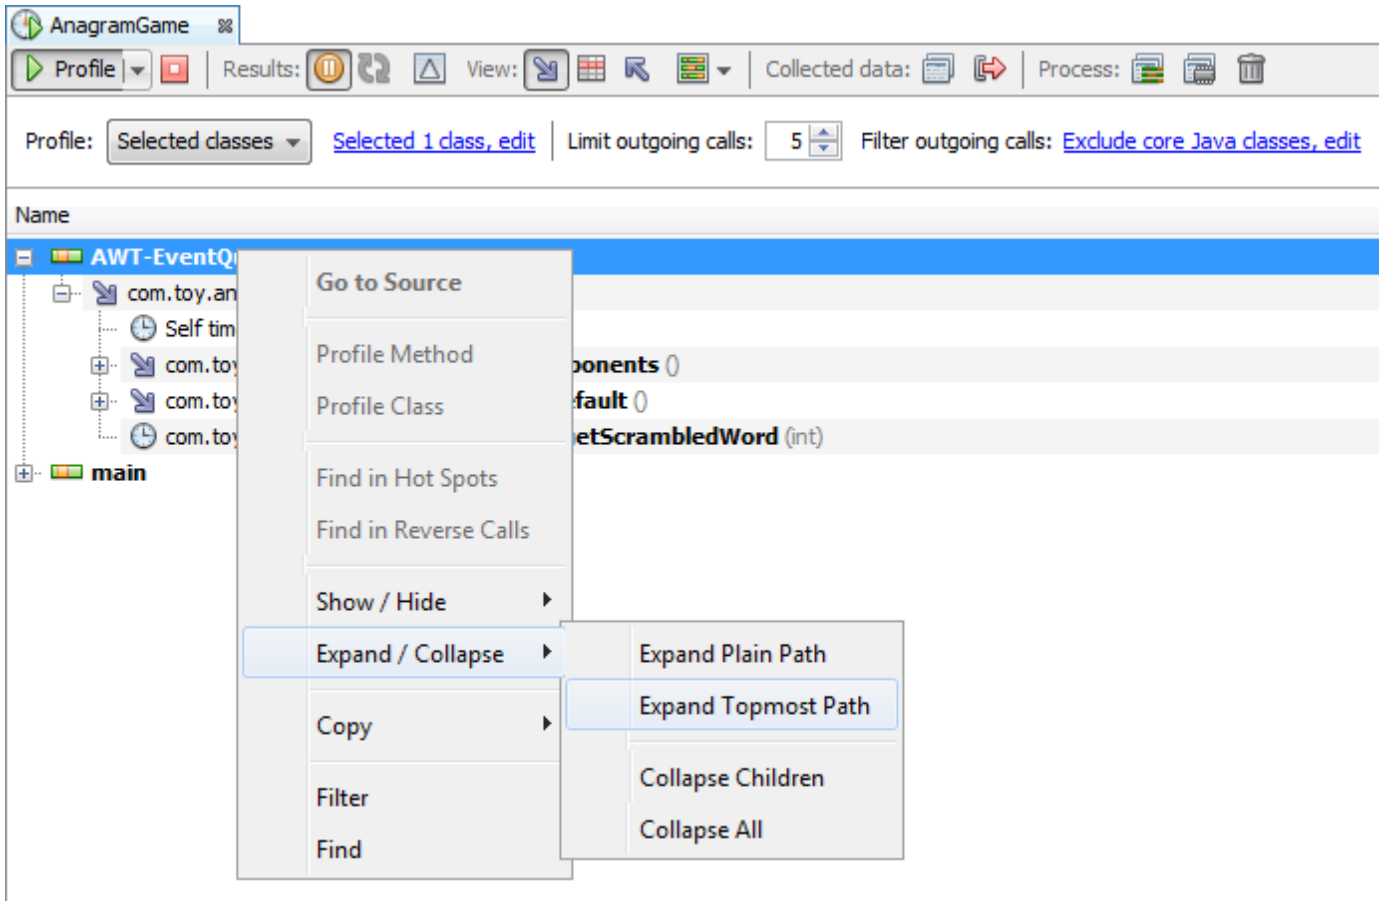 AnagramGame
Profile Results: View: Collected data: Process:
Profile: Selected classes Selected 1 class, edit Limit outgoing calls: 5 Filter outgoing calls: Exclude core Java classes, edit
Name
AWT-EventQ
com.toy.an
Self tim
com.toy ponents ()
com.toy fault ()
com.toy etScrambledWord (int)
main
Go to Source
Profile Method
Profile Class
Find in Hot Spots
Find in Reverse Calls
Show / Hide
Expand / Collapse
Copy
Filter
Find
Expand Plain Path
Expand Topmost Path
Collapse Children
Collapse All